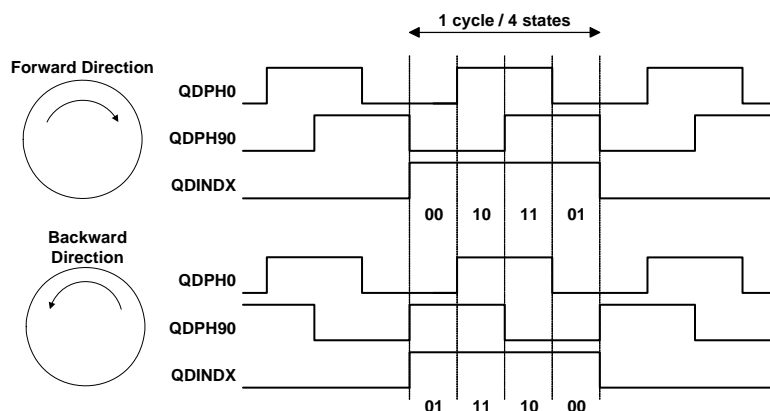 1 cycle / 4 states
Forward Direction
QDPH0
QDPH90
QDINDX
00 10 11 01
Backward
Direction
QDPH0
QDPH90
QDINDX
01 11 10 00